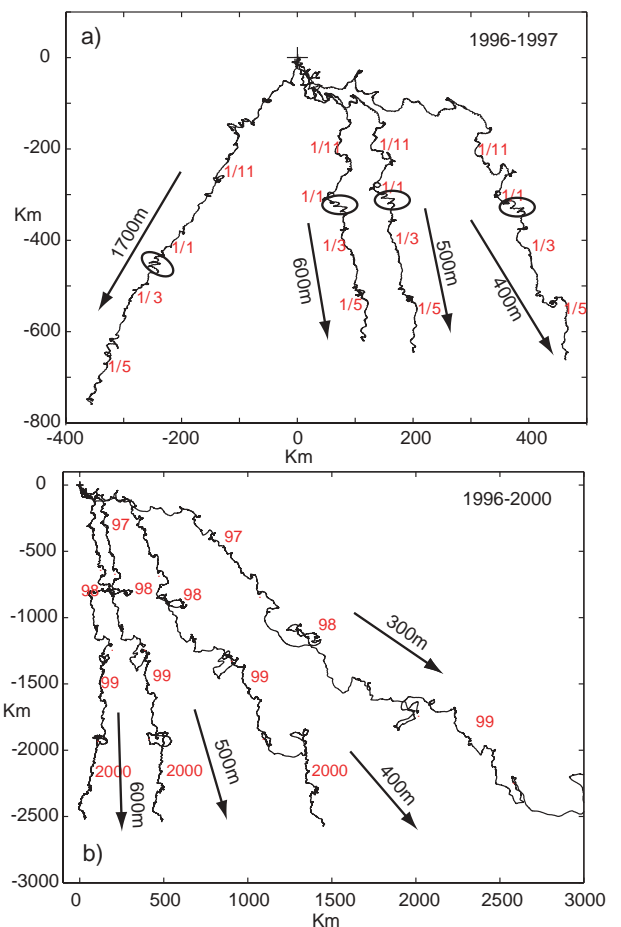 a)
1996-1997
0
-200
Km
-400
-600
-800
1/11 1/11 1/11 1/11
1/1 1/1 1/1 1/1
1/3 1/3 1/3 1/3
1/5 1/5 1/5 1/5
1700m
600m
500m
400m
-400 -200 0 200 400
Km
1996-2000
0
-500
-1000
-1500
Km
-2000
-2500
-3000
97 97
98 98 98 98
99 99 99 99
2000 2000 2000
300m
600m
500m
400m
b)
0 500 1000 1500 2000 2500 3000
Km